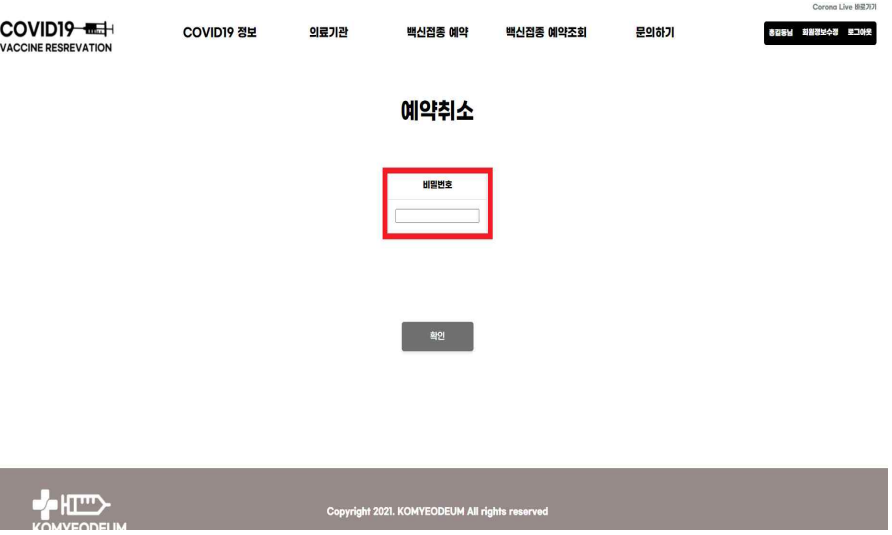 Corona Live 바로가기
COVID19
VACCINE RESREVATION
COVID19 정보
의료기관
백신접종 예약
백신접종 예약조회
문의하기
홍길동님 회원정보수정 로그아웃
예약취소
비밀번호
확인
KOMYEODEUM
Copyright 2021. KOMYEODEUM All rights reserved